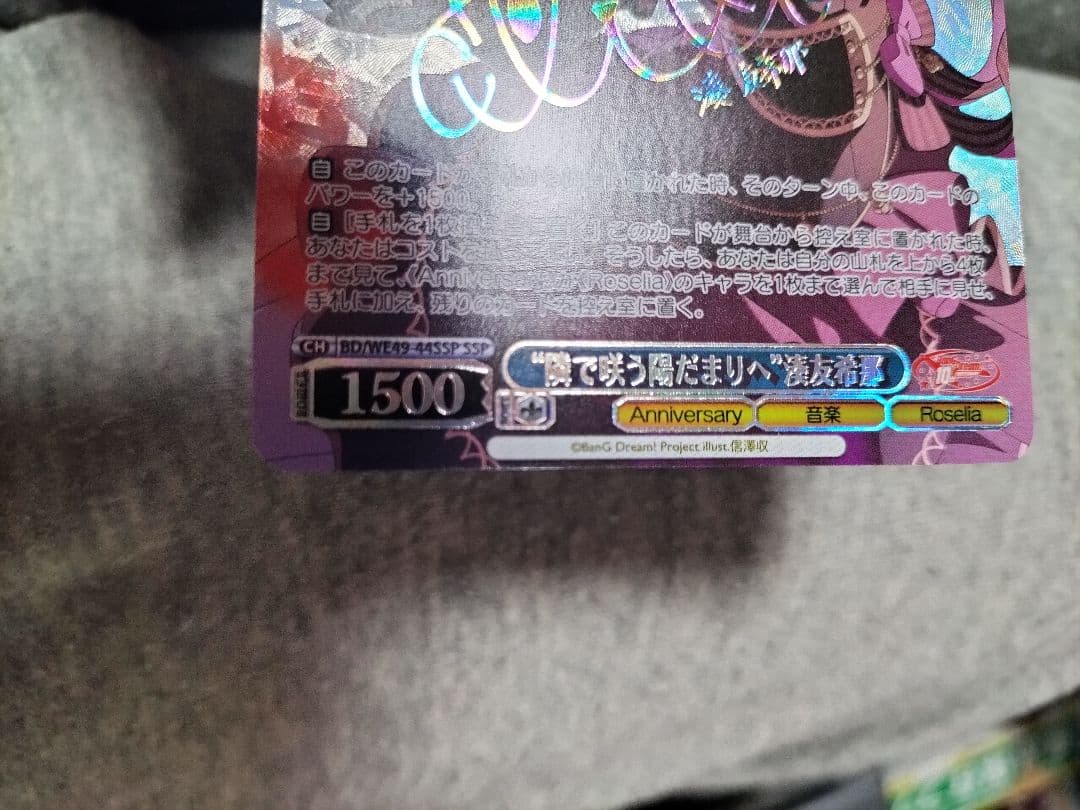 自 このカードが かれた時、そのターン中、このカードの
パワーを+1500。
自 [手札を1枚 ] このカードが舞台から控え室に置かれた時、
あなたはコストを そうしたら、あなたは自分の山札を上から4枚
まで見て、《Anniversary》 《Roselia》のキャラを1枚まで選んで相手に見せ、
手札に加え、残りのカードを控え室に置く。
CH BD/WE49-44SSP SSP
1500
“隣で咲う陽だまりへ”湊友希那
10
Anniversary 音楽 Roselia
©BanG Dream! Project illust.信澤収